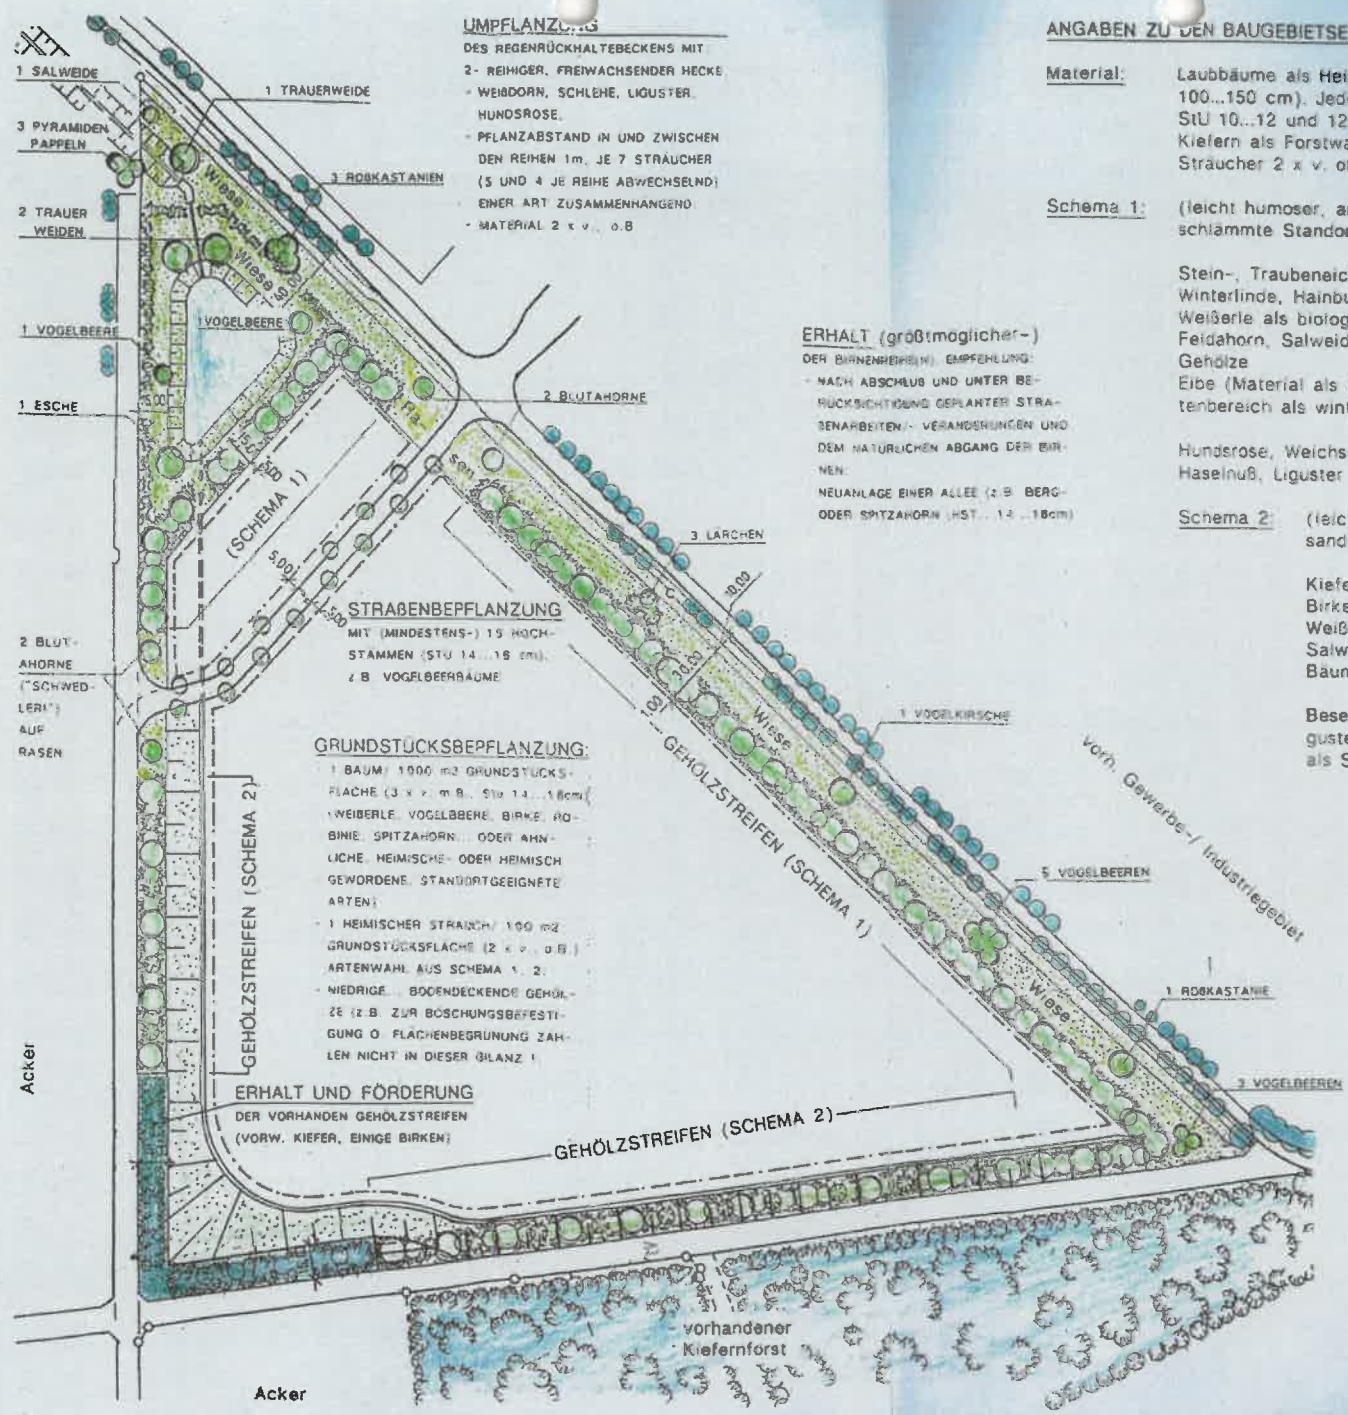 UMPFLANZUNG
DES REGENRÜCKHALTEBECKENS MIT
2- REIHIGER, FREIWACHSENDER HECKE
- WEIßDORN, SCHLEHE, LIGUSTER
HUNDSROSE,
- PFLANZABSTAND IN UND ZWISCHEN
DEN REIHEN 1m, JE 7 STRÄUCHER
(5 UND 4 JE REIHE ABWECHSELND)
EINER ART ZUSAMMENHÄNGEND
- MATERIAL 2 x v., o.B
ANGABEN ZU DEN BAUGEBIETSE
Material:
Laubbäume als Hei
100...150 cm). Jed
StU 10...12 und 12
Kiefern als Forstwa
Sträucher 2 x v. o
Schema 1:
(leicht humoser, a
schlämmte Standor
Stein-, Traubeneic
Winterlinde, Hainbu
Weißerle als biolog
Feldahorn, Salweid
Gehölze
Eibe (Material als
tenbereich als wint
Hundsrose, Weichs
Haselnuß, Liguster
Schema 2:
(leic
sand
Kiefe
Birke
Weiß
Salw
Bäum
Bese
guste
als S
1 SALWEIDE
1 TRAUERWEIDE
3 PYRAMIDEN
PAPPELN
3 ROßKASTANIEN
2 TRAUER
WEIDEN
Wiese
Wiese
1 VOGELBEERE
1 VOGELBEERE
1 ESCHE
2 BLUTAHORNE
ERHALT (größtmöglicher-)
DER BIRNENREIHE(N) EMPFEHLUNG:
- NACH ABSCHLUß UND UNTER BE-
RÜCKSICHTIGUNG GEPLANTER STRA-
ßENARBEITEN/- VERÄNDERUNGEN UND
DEM NATÜRLICHEN ABGANG DER BIR-
NEN:
NEUANLAGE EINER ALLEE (z.B. BERG-
ODER SPITZAHORN (HST.. 14...18cm)
(SCHEMA 1)
5.00
5.00
3 LÄRCHEN
10.00
STRAßENBEPFLANZUNG
MIT (MINDESTENS-) 15 HOCH-
STÄMMEN (STU 14...16 cm),
z.B VOGELBEERBÄUME
2 BLUT-
AHORNE
("SCHWED-
LERI")
AUF
RASEN
1 VOGELKIRSCHE
Wiese
GEHÖLZSTREIFEN (SCHEMA 1)
GRUNDSTÜCKSBEPFLANZUNG:
- 1 BAUM/ 1000 m2 GRUNDSTÜCKS-
FLÄCHE (3 x v. m.B., StU 14...16cm)
(WEIßERLE, VOGELBEERE, BIRKE, RO-
BINIE, SPITZAHORN... ODER ÄHN-
LICHE, HEIMISCHE- ODER HEIMISCH
GEWORDENE, STANDORTGEEIGNETE
ARTEN)
- 1 HEIMISCHER STRAUCH/ 100 m2
GRUNDSTÜCKSFLÄCHE (2 x v., o.B.)
ARTENWAHL AUS SCHEMA 1, 2.
- NIEDRIGE... BODENDECKENDE GEHÖL-
ZE (z.B. ZUR BÖSCHUNGSBEFESTI-
GUNG O. FLÄCHENBEGRÜNUNG ZÄH-
LEN NICHT IN DIESER BILANZ !
GEHÖLZSTREIFEN (SCHEMA 2)
vorh. Gewerbe-/ Industriegebiet
5 VOGELBEEREN
Wiese
1 ROßKASTANIE
3 VOGELBEEREN
Acker
ERHALT UND FÖRDERUNG
DER VORHANDEN GEHÖLZSTREIFEN
(VORW. KIEFER, EINIGE BIRKEN)
GEHÖLZSTREIFEN (SCHEMA 2)
vorhandener
Kiefernforst
Acker